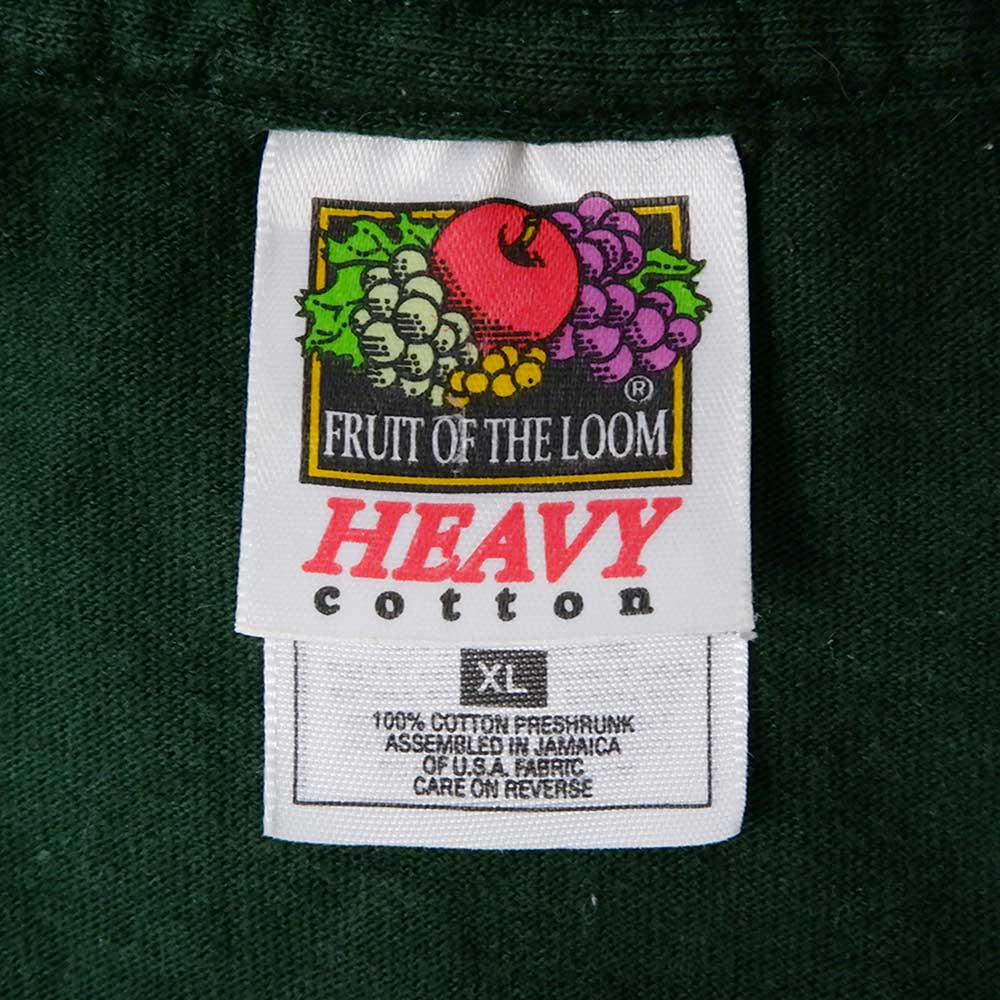 ®
FRUIT OF THE LOOM
HEAVY
cotton
XL
100% COTTON PRESHRUNK
ASSEMBLED IN JAMAICA
OF U.S.A. FABRIC
CARE ON REVERSE